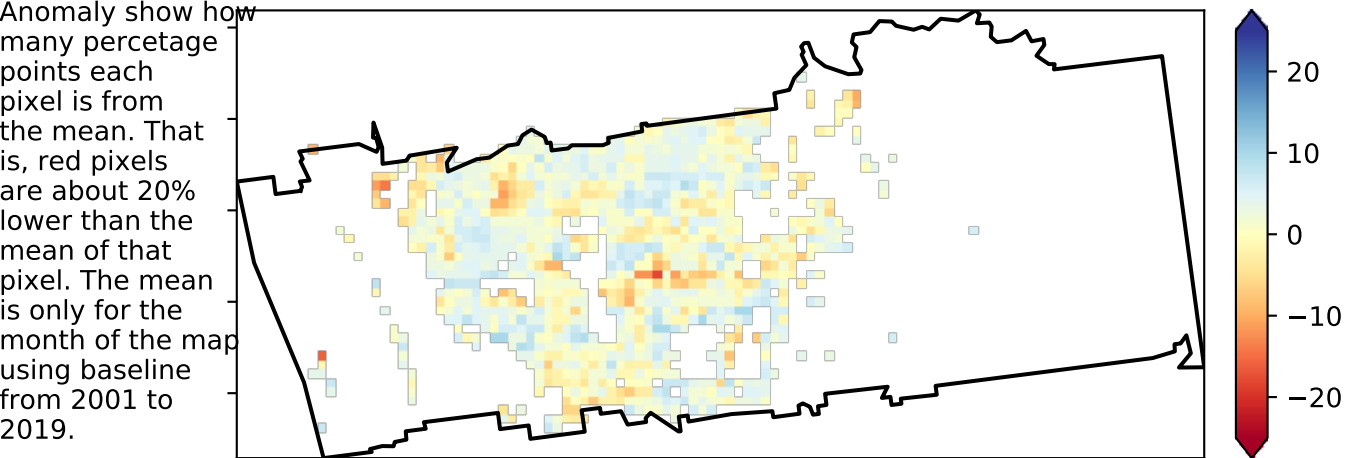 Anomaly show how
many percetage
points each
pixel is from
the mean. That
is, red pixels
are about 20%
lower than the
mean of that
pixel. The mean
is only for the
month of the map
using baseline
from 2001 to
2019.
20
10
0
−10
−20